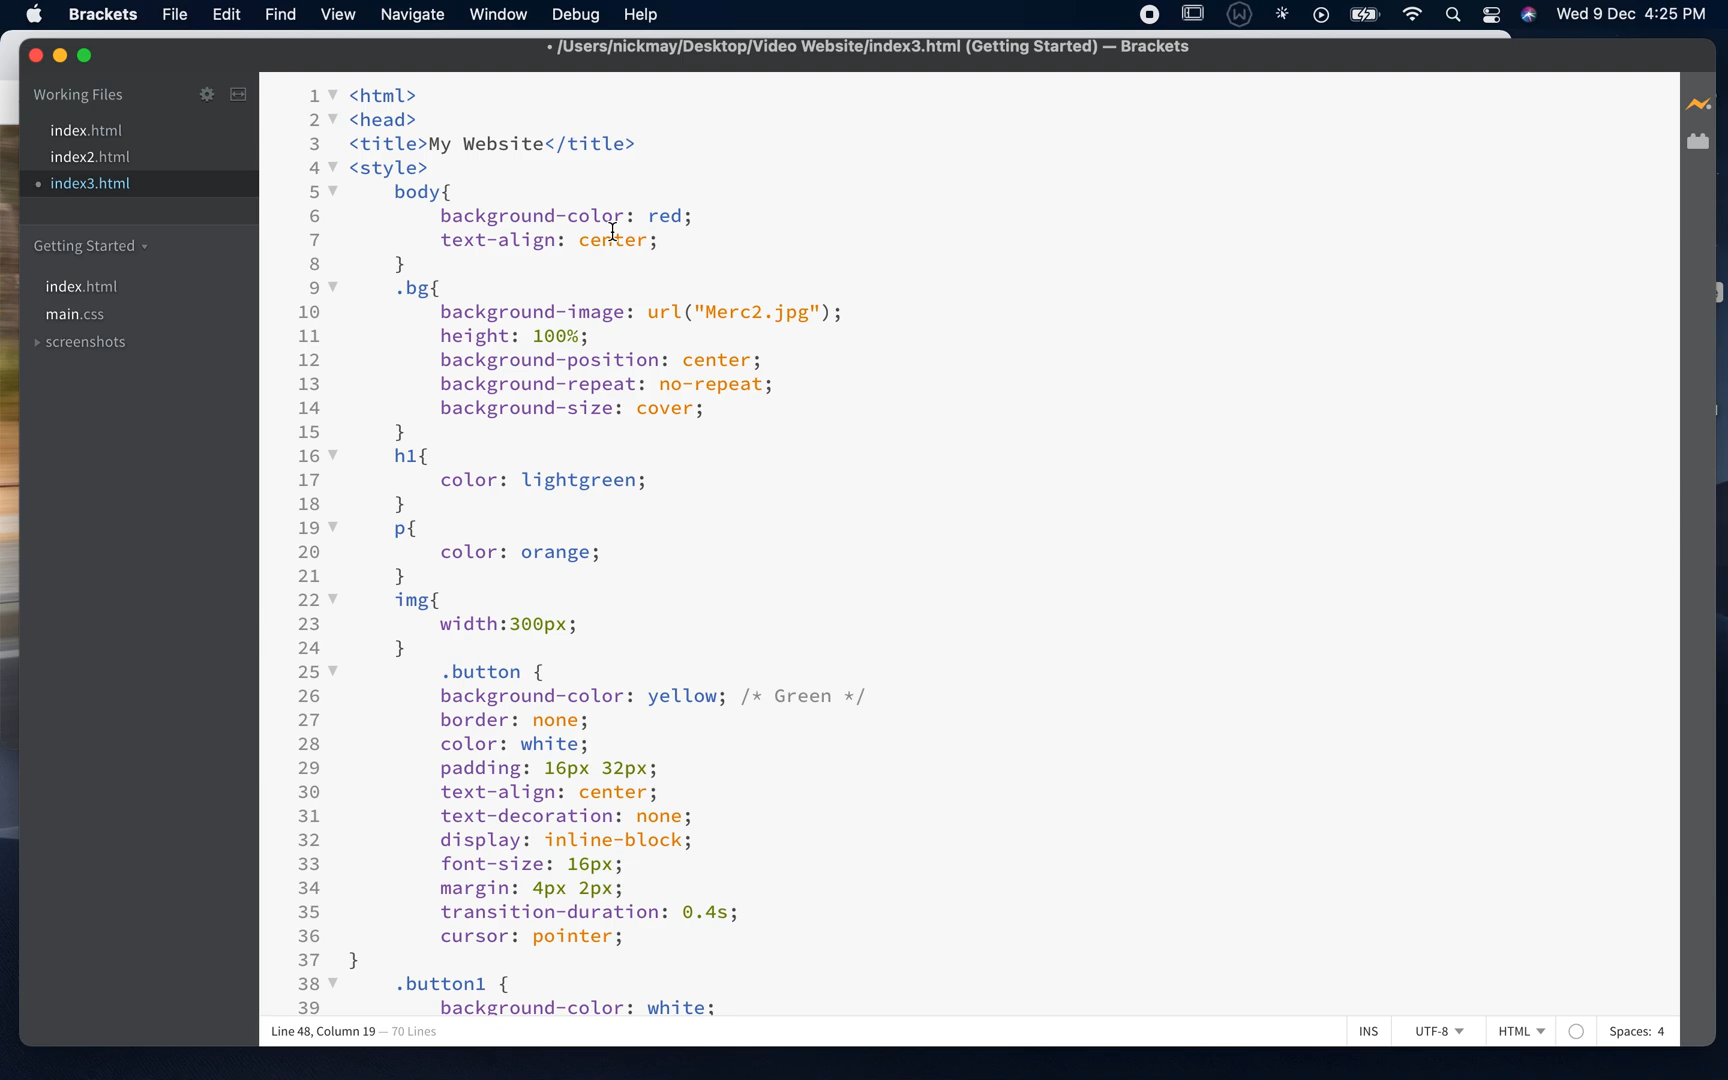 Brackets File Edit Find View Navigate Window Debug Help Wed 9 Dec 4:25 PM
• /Users/nickmay/Desktop/Video Website/index3.html (Getting Started) — Brackets
Working Files
index.html
index2.html
• index3.html
Getting Started
index.html
main.css
screenshots
1 <html>
2 <head>
3 <title>My Website</title>
4 <style>
5 body{
6 background-color: red;
7 text-align: center;
8 }
9 .bg{
10 background-image: url("Merc2.jpg");
11 height: 100%;
12 background-position: center;
13 background-repeat: no-repeat;
14 background-size: cover;
15 }
16 h1{
17 color: lightgreen;
18 }
19 p{
20 color: orange;
21 }
22 img{
23 width:300px;
24 }
25 .button {
26 background-color: yellow; /* Green */
27 border: none;
28 color: white;
29 padding: 16px 32px;
30 text-align: center;
31 text-decoration: none;
32 display: inline-block;
33 font-size: 16px;
34 margin: 4px 2px;
35 transition-duration: 0.4s;
36 cursor: pointer;
37 }
38 .button1 {
39 background-color: white;
Line 48, Column 19 — 70 Lines INS UTF-8 HTML Spaces: 4